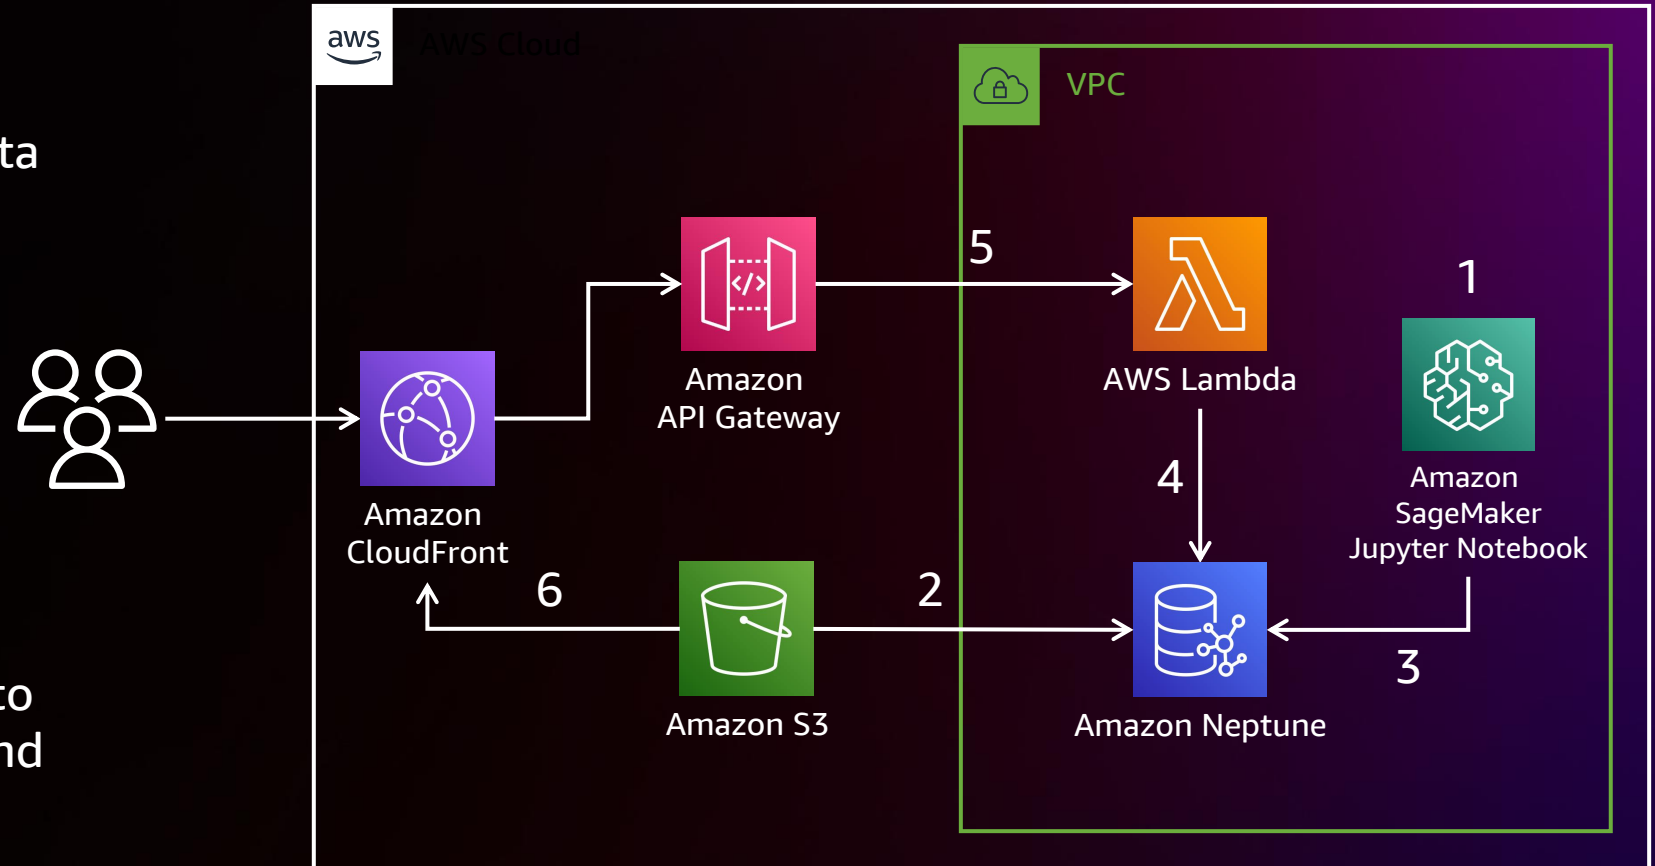 aws
AWS Cloud
VPC
ta
5
1
Amazon
API Gateway
AWS Lambda
4
Amazon
SageMaker
Jupyter Notebook
Amazon
CloudFront
6
2
3
</>
Amazon S3
Amazon Neptune
to
nd